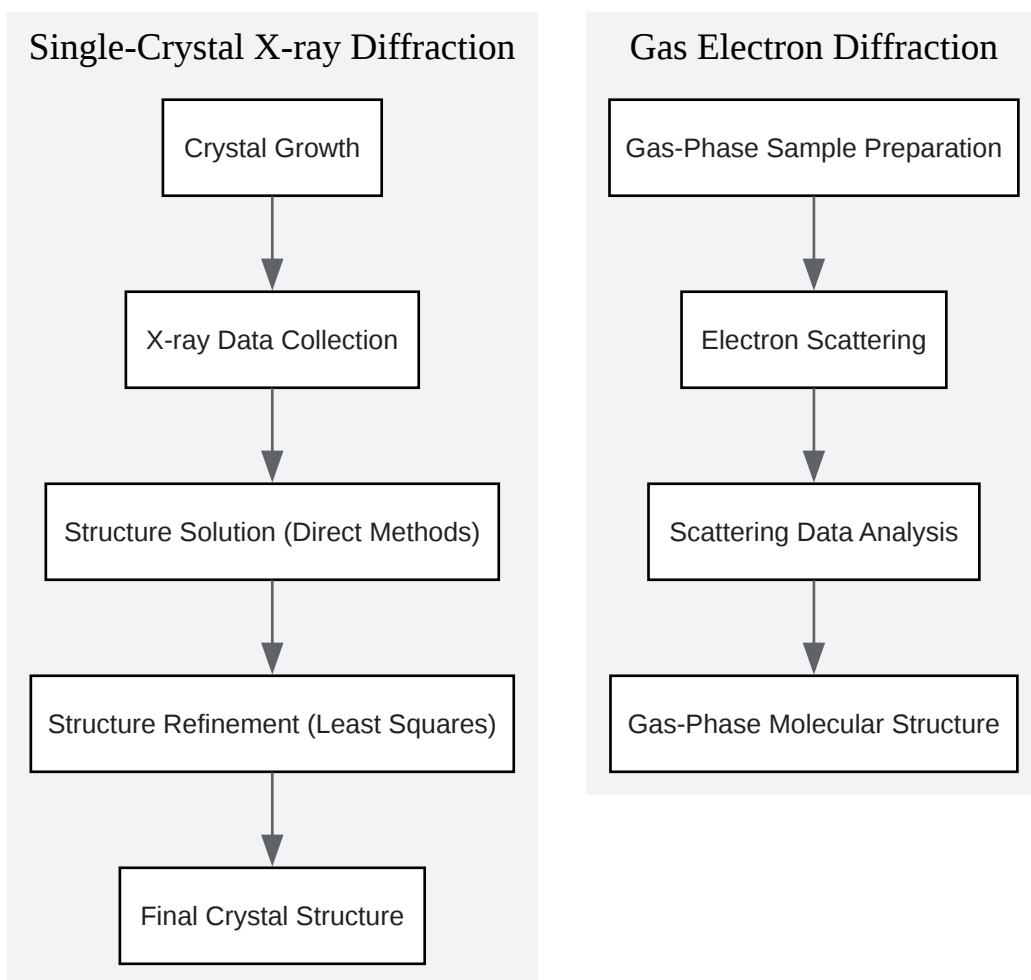 Single-Crystal X-ray Diffraction
Crystal Growth
X-ray Data Collection
Structure Solution (Direct Methods)
Structure Refinement (Least Squares)
Final Crystal Structure
Gas Electron Diffraction
Gas-Phase Sample Preparation
Electron Scattering
Scattering Data Analysis
Gas-Phase Molecular Structure